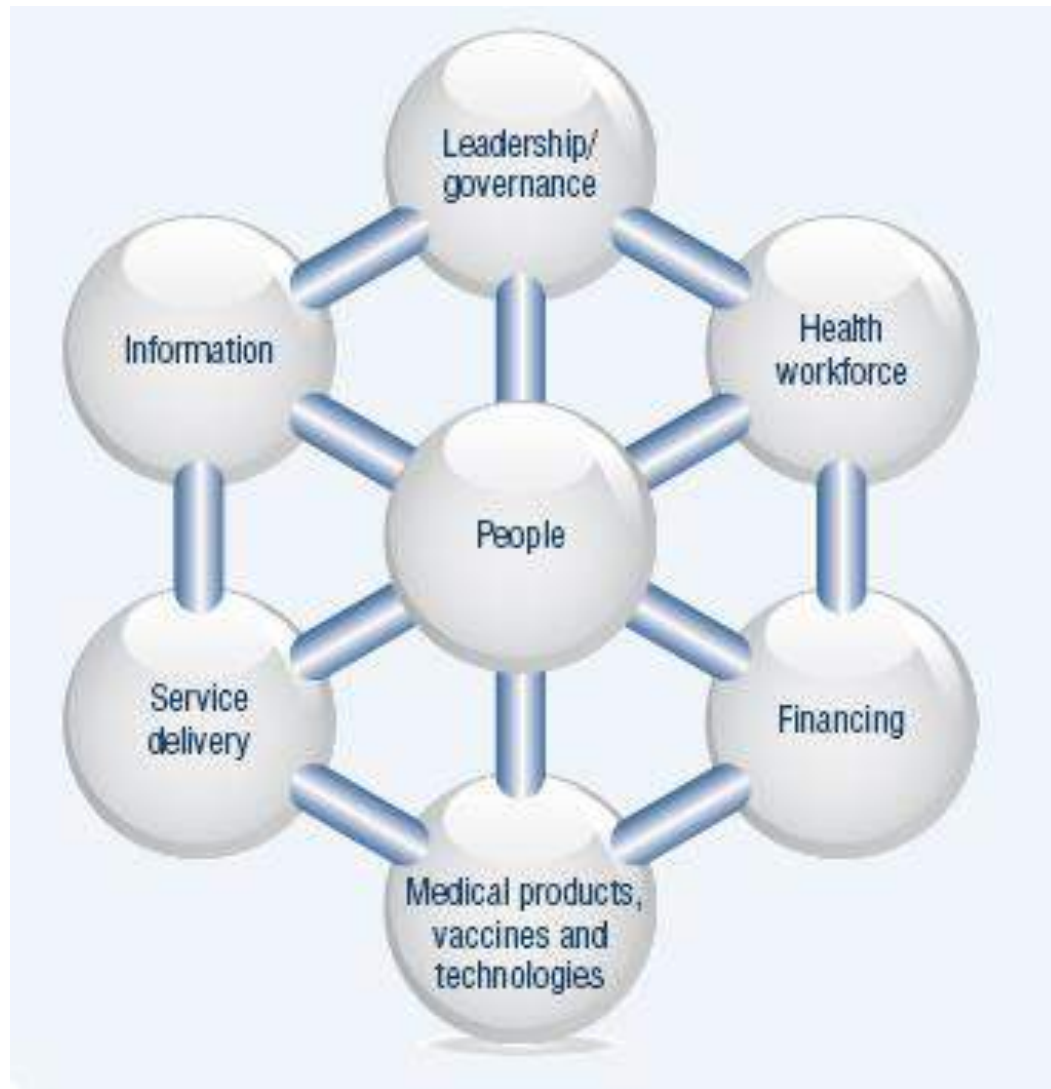 Leadership/
governance
Information
Health
workforce
People
Service
delivery
Financing
Medical products,
vaccines and
technologies